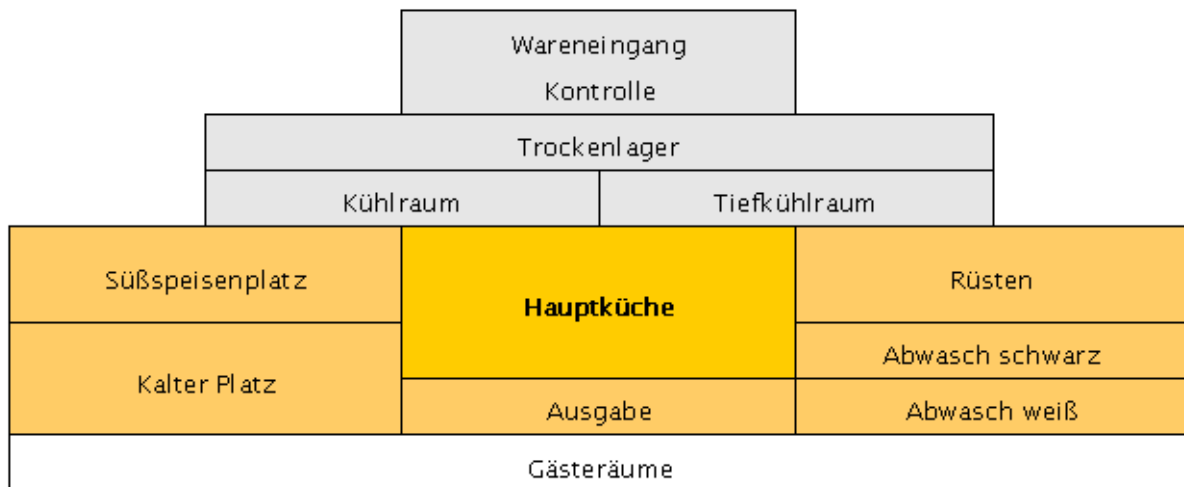 Wareneingang
Kontrolle
Trockenlager
Kühlraum
Tiefkühlraum
Süßspeisenplatz
Hauptküche
Rüsten
Kalter Platz
Abwasch schwarz
Ausgabe
Abwasch weiß
Gästeräume